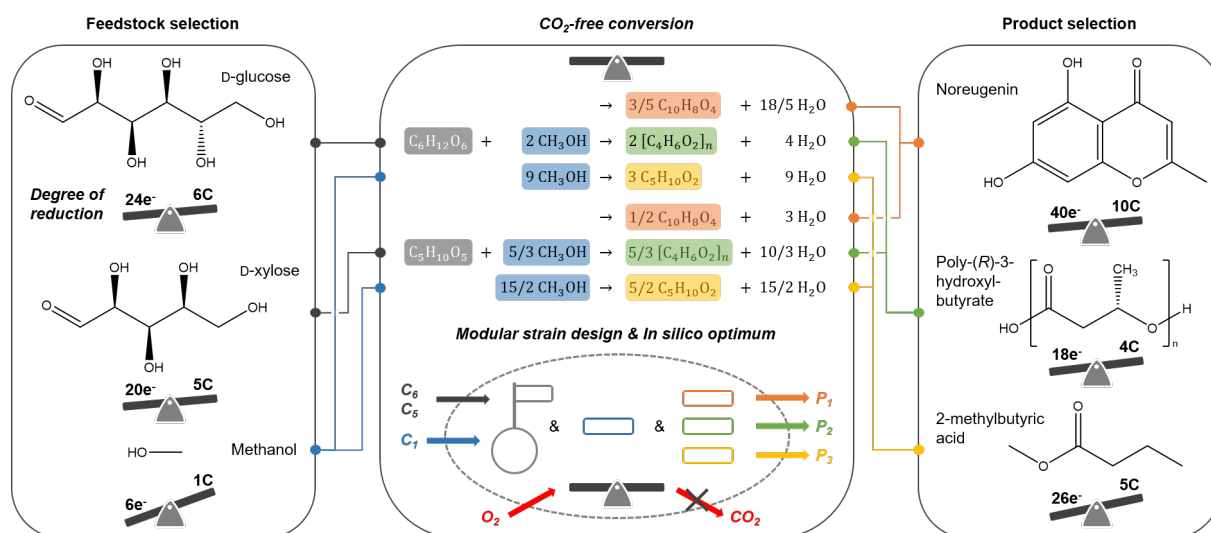 Feedstock selection
D-glucose
OH
OH
OH
O
OH
OH
OH
Degree of reduction
24e⁻
6C
D-xylose
OH
OH
O
OH
OH
20e⁻
5C
Methanol
HO
6e⁻
1C
CO₂-free conversion
→ 3/5 C₁₀H₈O₄ + 18/5 H₂O
C₆H₁₂O₆ + 2 CH₃OH → 2 [C₄H₆O₂]ₙ + 4 H₂O
9 CH₃OH → 3 C₅H₁₀O₂ + 9 H₂O
→ 1/2 C₁₀H₈O₄ + 3 H₂O
C₅H₁₀O₅ + 5/3 CH₃OH → 5/3 [C₄H₆O₂]ₙ + 10/3 H₂O
15/2 CH₃OH → 5/2 C₅H₁₀O₂ + 15/2 H₂O
Modular strain design & In silico optimum
C₆
C₅
C₁
&
&
P₁
P₂
P₃
O₂
CO₂
Product selection
Noreugenin
OH
O
HO
O
40e⁻
10C
Poly-(R)-3-
hydroxyl-
butyrate
O
CH₃
HO
O
H
n
18e⁻
4C
2-methylbutyric
acid
O
O
26e⁻
5C